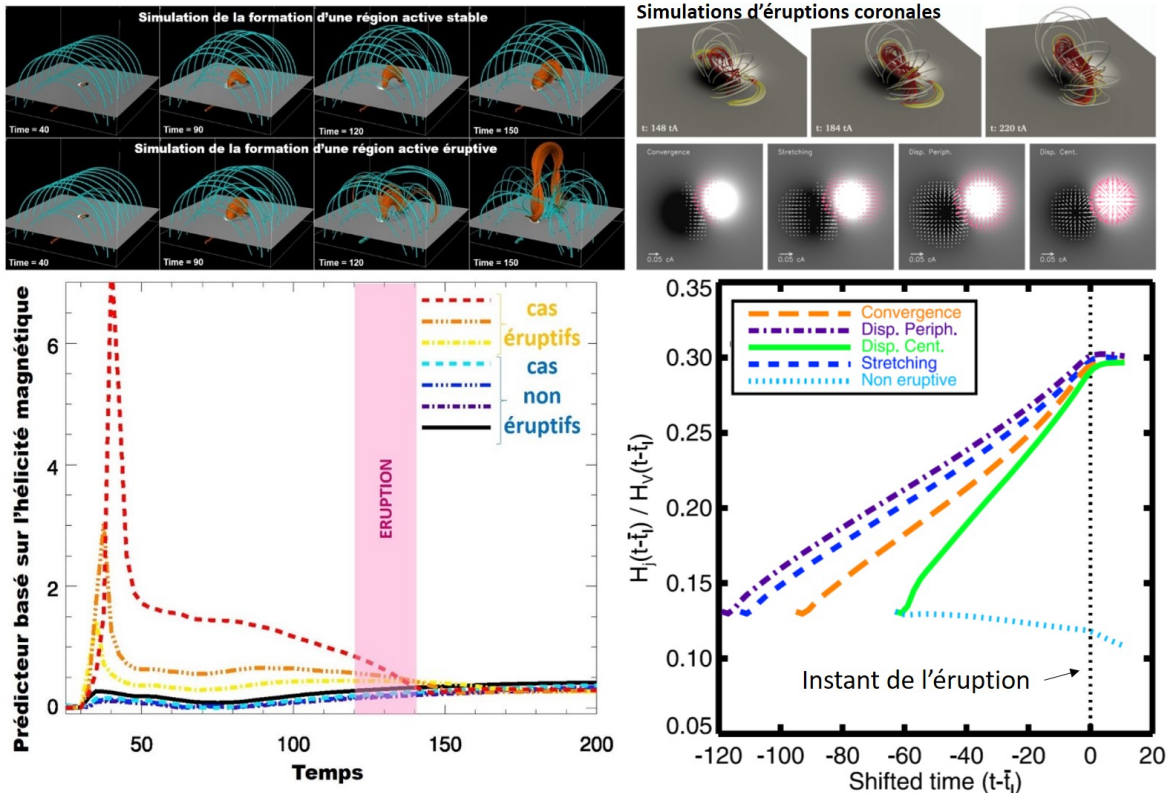 Simulation de la formation d'une région active stable
Time = 40
Time = 90
Time = 120
Time = 150
Simulation de la formation d'une région active éruptive
Time = 40
Time = 90
Time = 120
Time = 150
Simulations d'éruptions coronales
t: 148 tA
t: 184 tA
t: 220 tA
Convergence
Stretching
Disp. Periph.
Disp. Cent.
0.05 cA
0.05 cA
0.05 cA
0.05 cA
Prédicteur basé sur l'hélicité magnétique
6
4
2
0
50
100
150
200
Temps
cas
éruptifs
cas
non
éruptifs
ERUPTION
0.35
0.30
0.25
0.20
0.15
0.10
0.05
Hj(t-t̄I) / HV(t-t̄I)
Convergence
Disp. Periph.
Disp. Cent.
Stretching
Non eruptive
Instant de l'éruption
-120
-100
-80
-60
-40
-20
0
20
Shifted time (t-t̄I)